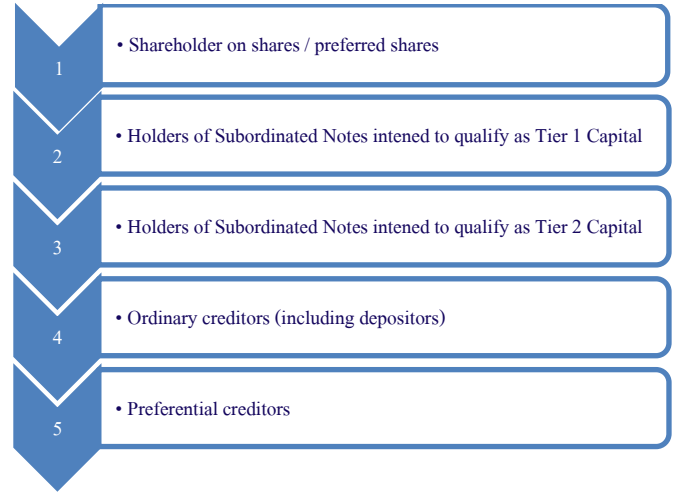 1
• Shareholder on shares / preferred shares
2
• Holders of Subordinated Notes intened to qualify as Tier 1 Capital
3
• Holders of Subordinated Notes intened to qualify as Tier 2 Capital
4
• Ordinary creditors (including depositors)
5
• Preferential creditors